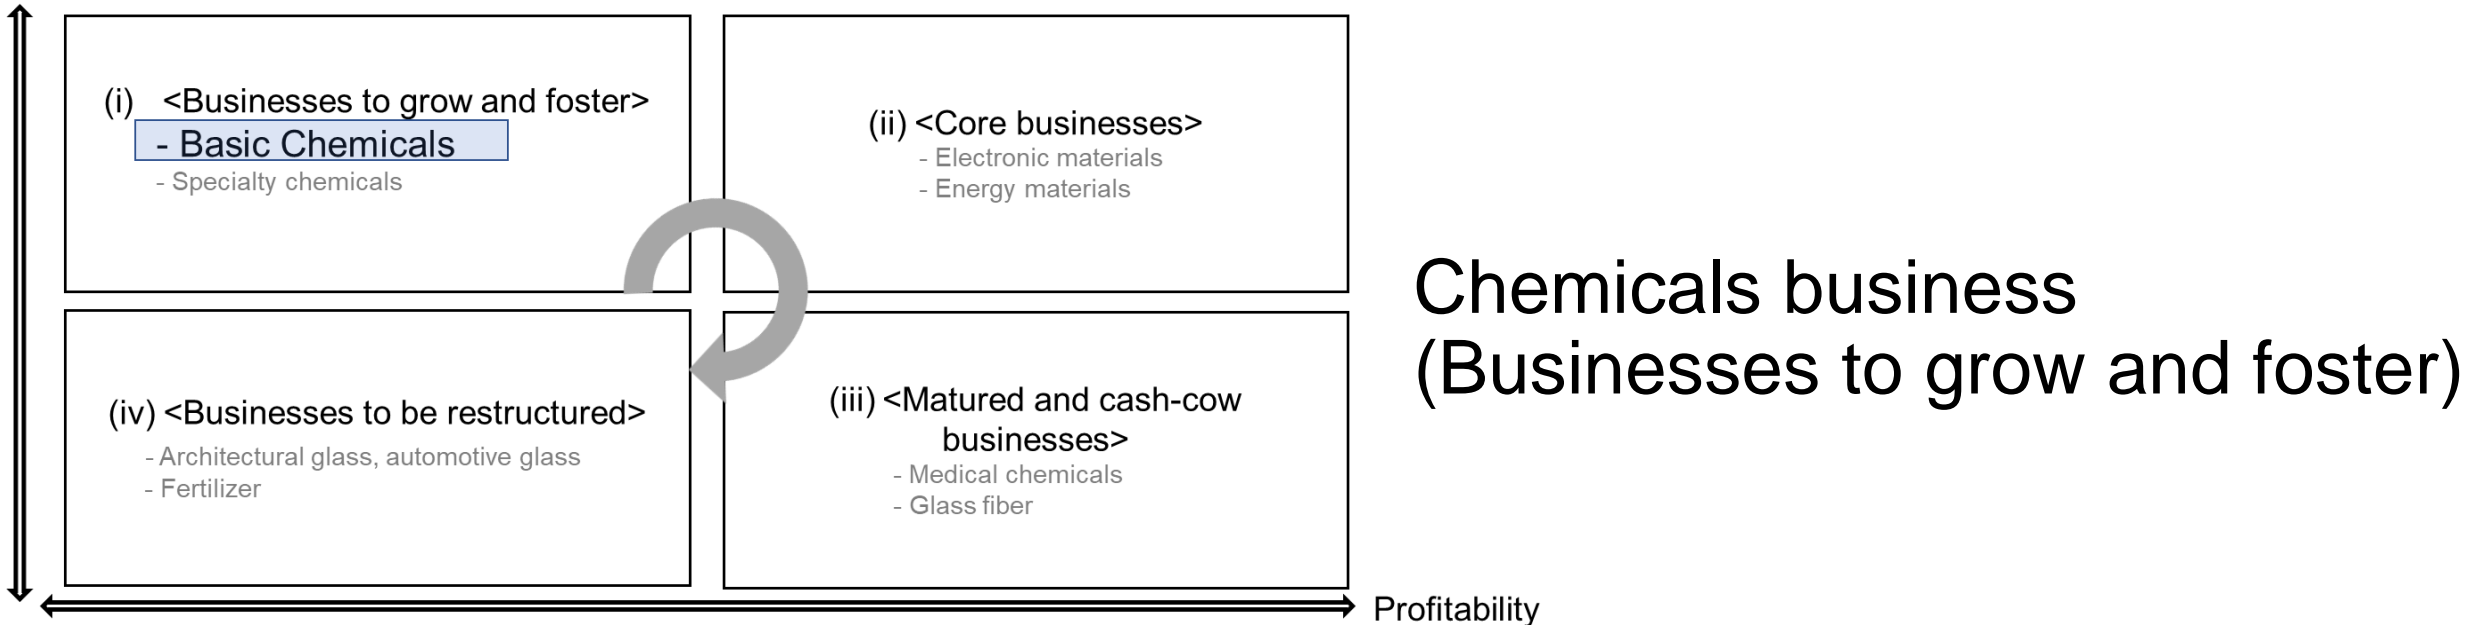 (i) <Businesses to grow and foster>
- Basic Chemicals
- Specialty chemicals
(ii) <Core businesses>
- Electronic materials
- Energy materials
(iv) <Businesses to be restructured>
- Architectural glass, automotive glass
- Fertilizer
(iii) <Matured and cash-cow
businesses>
- Medical chemicals
- Glass fiber
Profitability
Chemicals business
(Businesses to grow and foster)